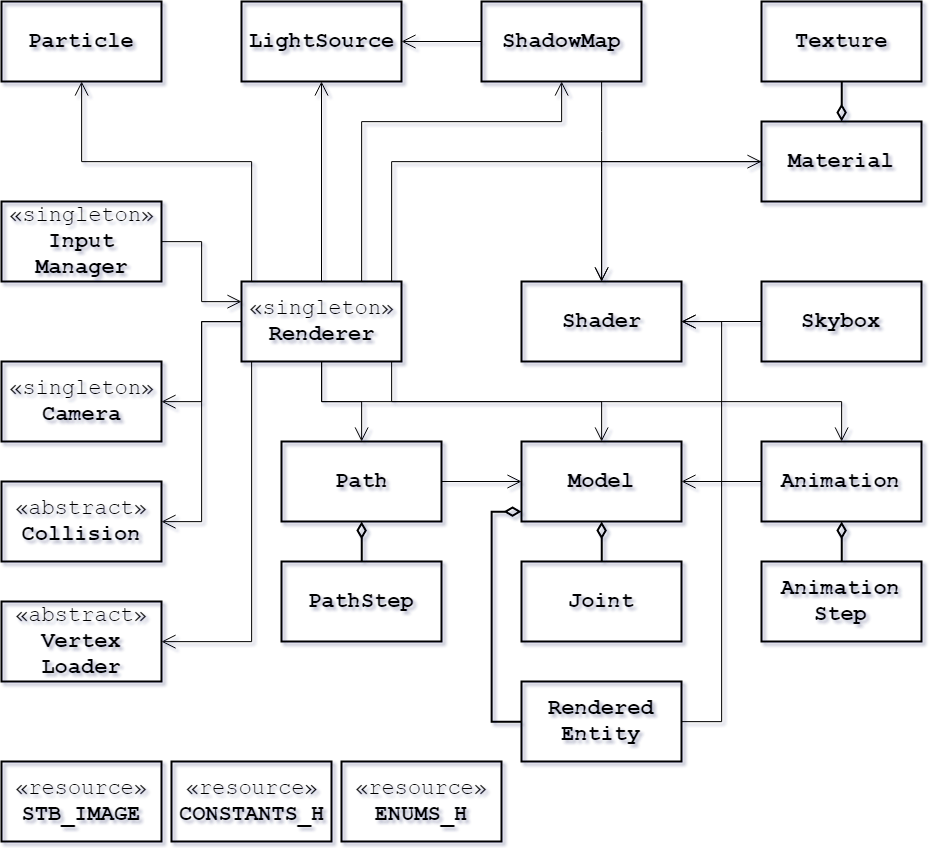 Particle
LightSource
ShadowMap
Texture
Material
«singleton»
Input
Manager
«singleton»
Renderer
Shader
Skybox
«singleton»
Camera
Path
Model
Animation
«abstract»
Collision
PathStep
Joint
Animation
Step
«abstract»
Vertex
Loader
Rendered
Entity
«resource»
STB_IMAGE
«resource»
CONSTANTS_H
«resource»
ENUMS_H